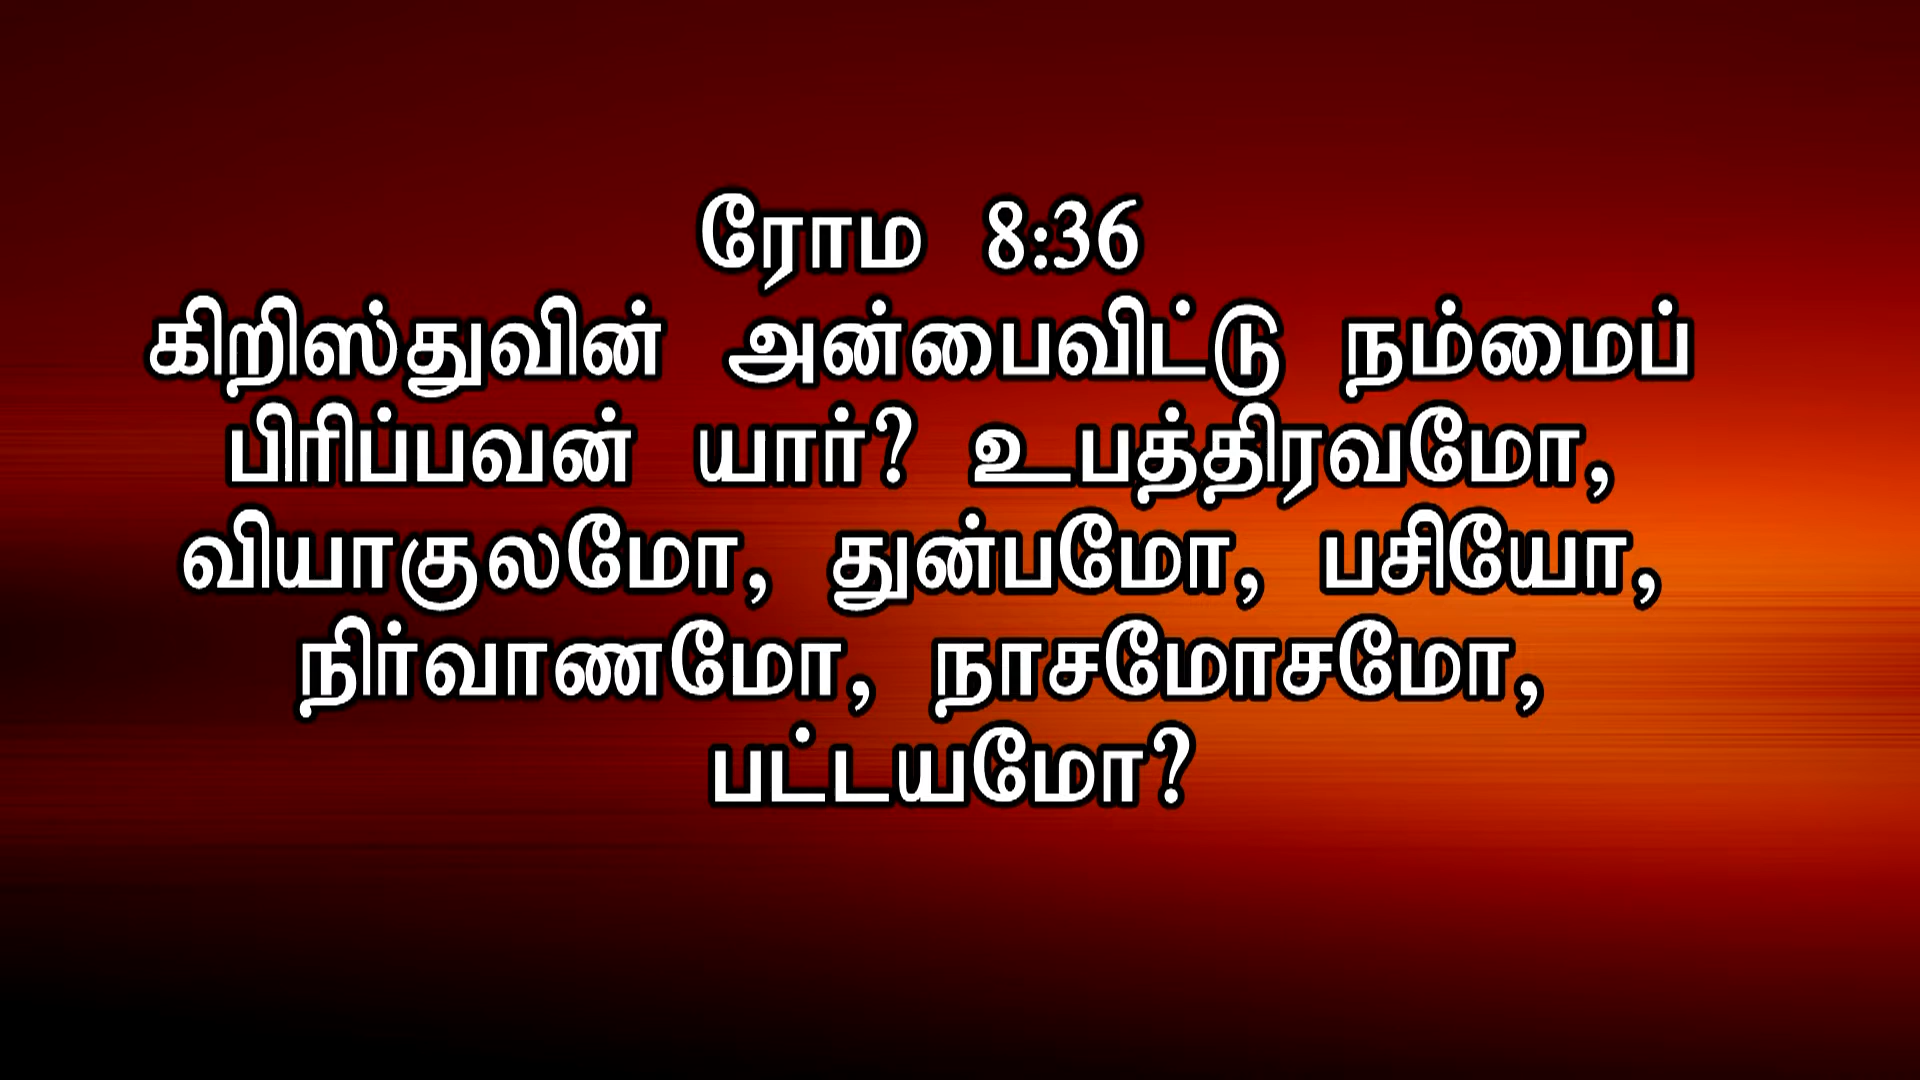 ரோம 8:36
கிறிஸ்துவின் அன்பைவிட்டு நம்மைப்
பிரிப்பவன் யார்? உபத்திரவமோ,
வியாகுலமோ, துன்பமோ, பசியோ,
நிர்வாணமோ, நாசமோசமோ,
பட்டயமோ?